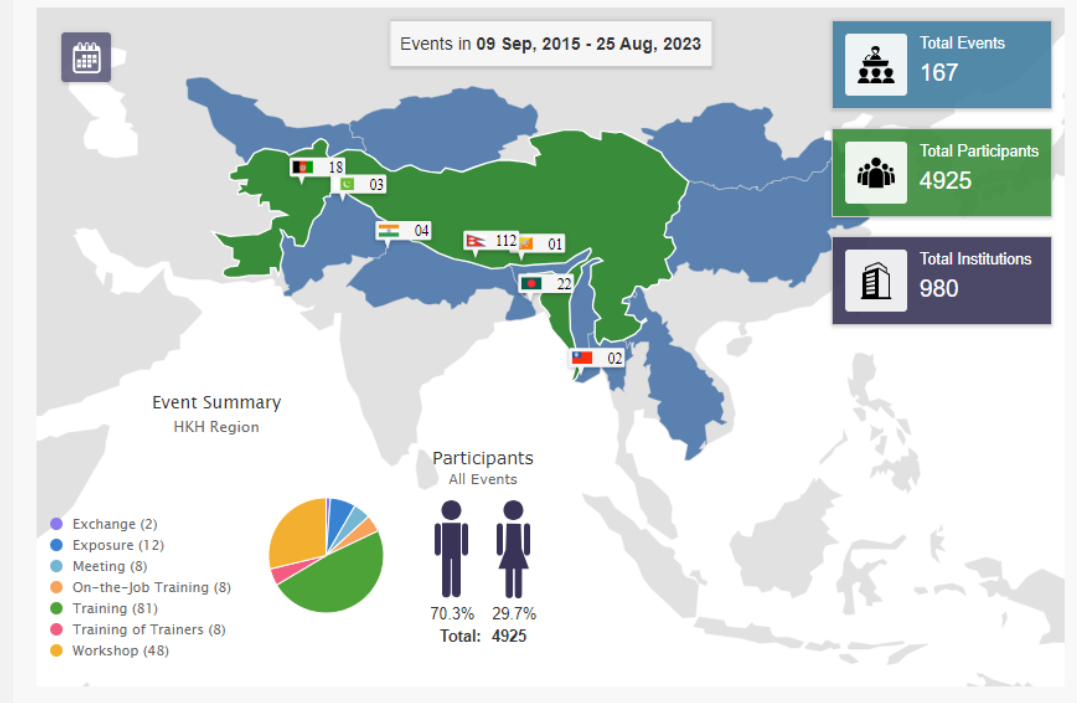 Events in 09 Sep, 2015 - 25 Aug, 2023
Total Events
167
Total Participants
4925
Total Institutions
980
18
03
04
112
01
22
02
Event Summary
HKH Region
Exchange (2)
Exposure (12)
Meeting (8)
On-the-Job Training (8)
Training (81)
Training of Trainers (8)
Workshop (48)
Participants
All Events
70.3% 29.7%
Total: 4925